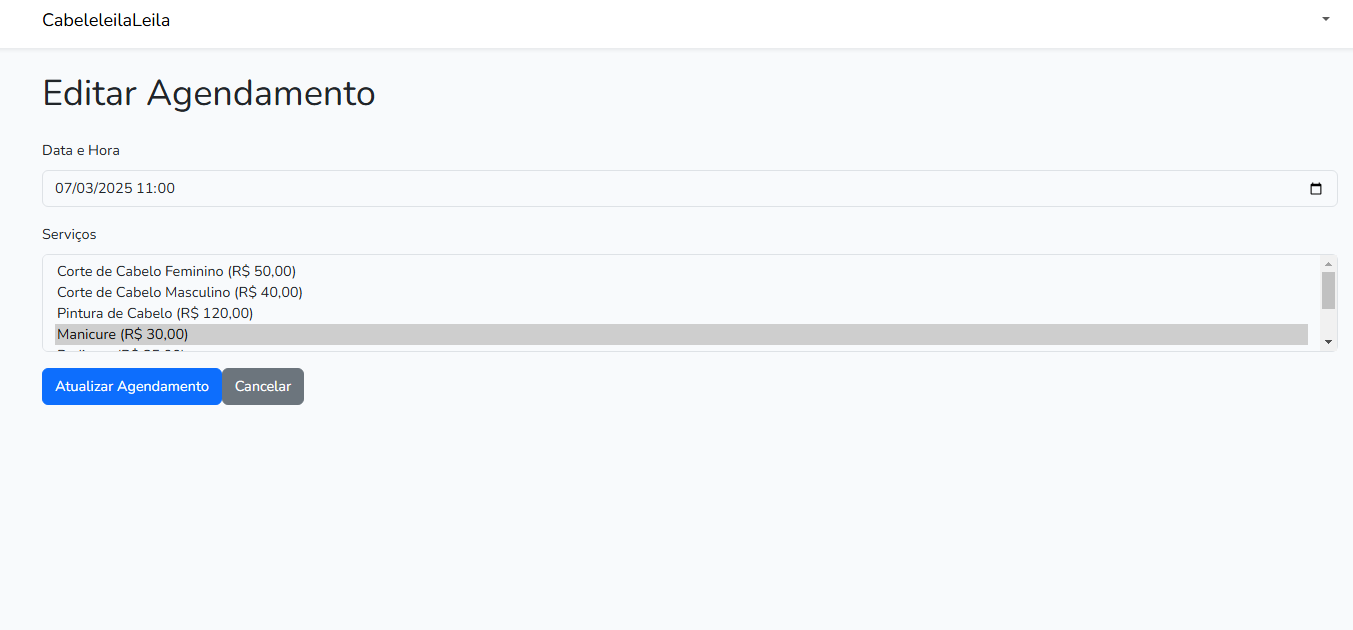 CabeleleilaLeila
Editar Agendamento
Data e Hora
07/03/2025 11:00
Serviços
Corte de Cabelo Feminino (R$ 50,00)
Corte de Cabelo Masculino (R$ 40,00)
Pintura de Cabelo (R$ 120,00)
Manicure (R$ 30,00)
Atualizar Agendamento Cancelar